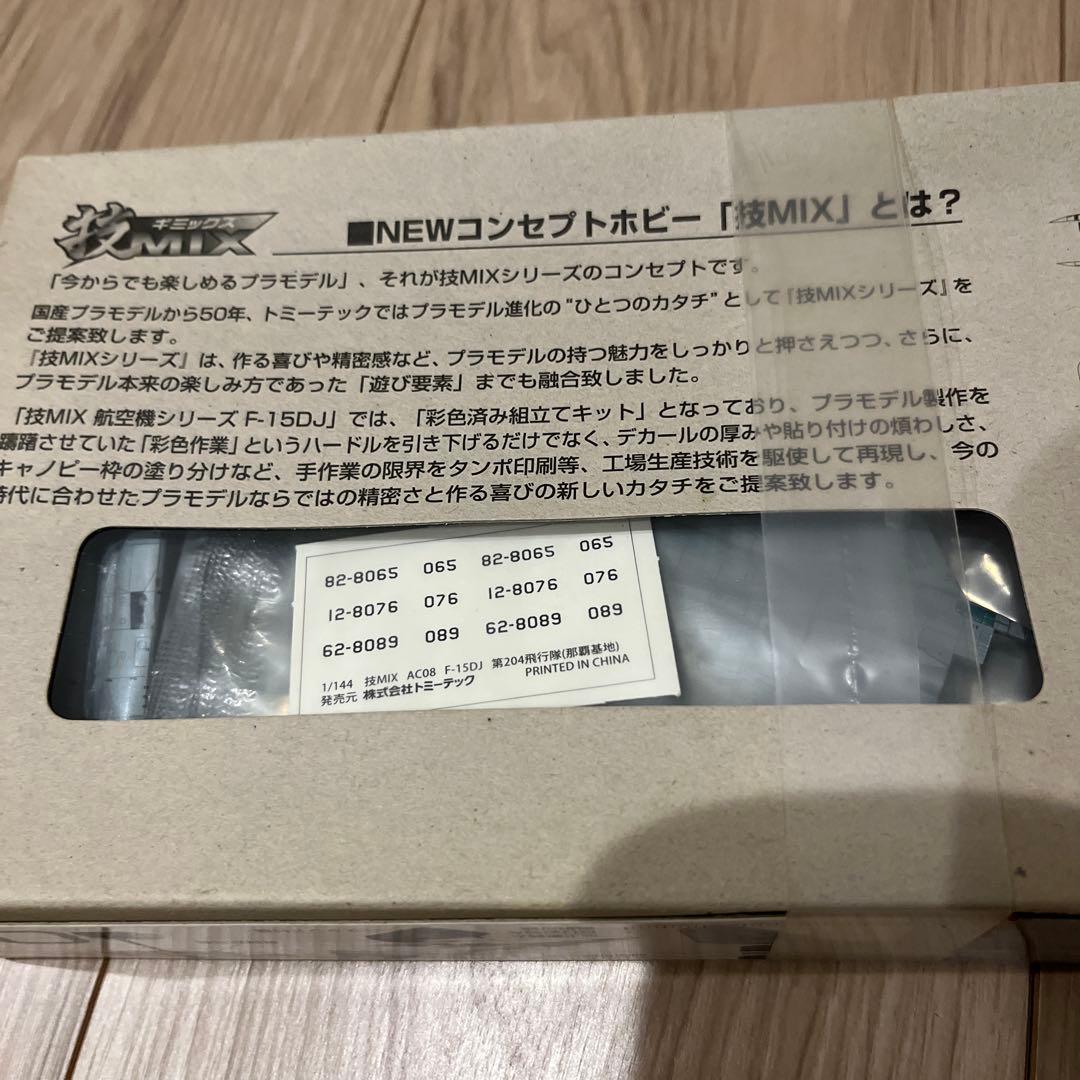 技MIX
ギミックス
■NEWコンセプトホビー「技MIX」とは？
「今からでも楽しめるプラモデル」、それが技MIXシリーズのコンセプトです。
国産プラモデルから50年、トミーテックではプラモデル進化の“ひとつのカタチ”として『技MIXシリーズ』を
ご提案致します。
『技MIXシリーズ』は、作る喜びや精密感など、プラモデルの持つ魅力をしっかりと押さえつつ、さらに、
プラモデル本来の楽しみ方であった「遊び要素」までも融合致しました。
「技MIX 航空機シリーズ F-15DJ」では、「彩色済み組立てキット」となっており、プラモデル製作を
躊躇させていた「彩色作業」というハードルを引き下げるだけでなく、デカールの厚みや貼り付けの煩わしさ、
キャノピー枠の塗り分けなど、手作業の限界をタンポ印刷等、工場生産技術を駆使して再現し、今の
時代に合わせたプラモデルならではの精密さと作る喜びの新しいカタチをご提案致します。
82-8065 065 82-8065 065
12-8076 076 12-8076 076
62-8089 089 62-8089 089
1/144 技MIX AC08 F-15DJ 第204飛行隊(那覇基地)
発売元 株式会社トミーテック PRINTED IN CHINA